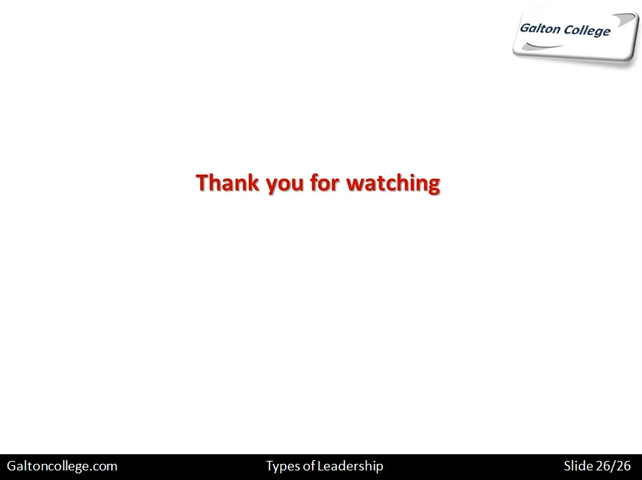 Galton College
Thank you for watching
Galtoncollege.com
Types of Leadership
Slide 26/26